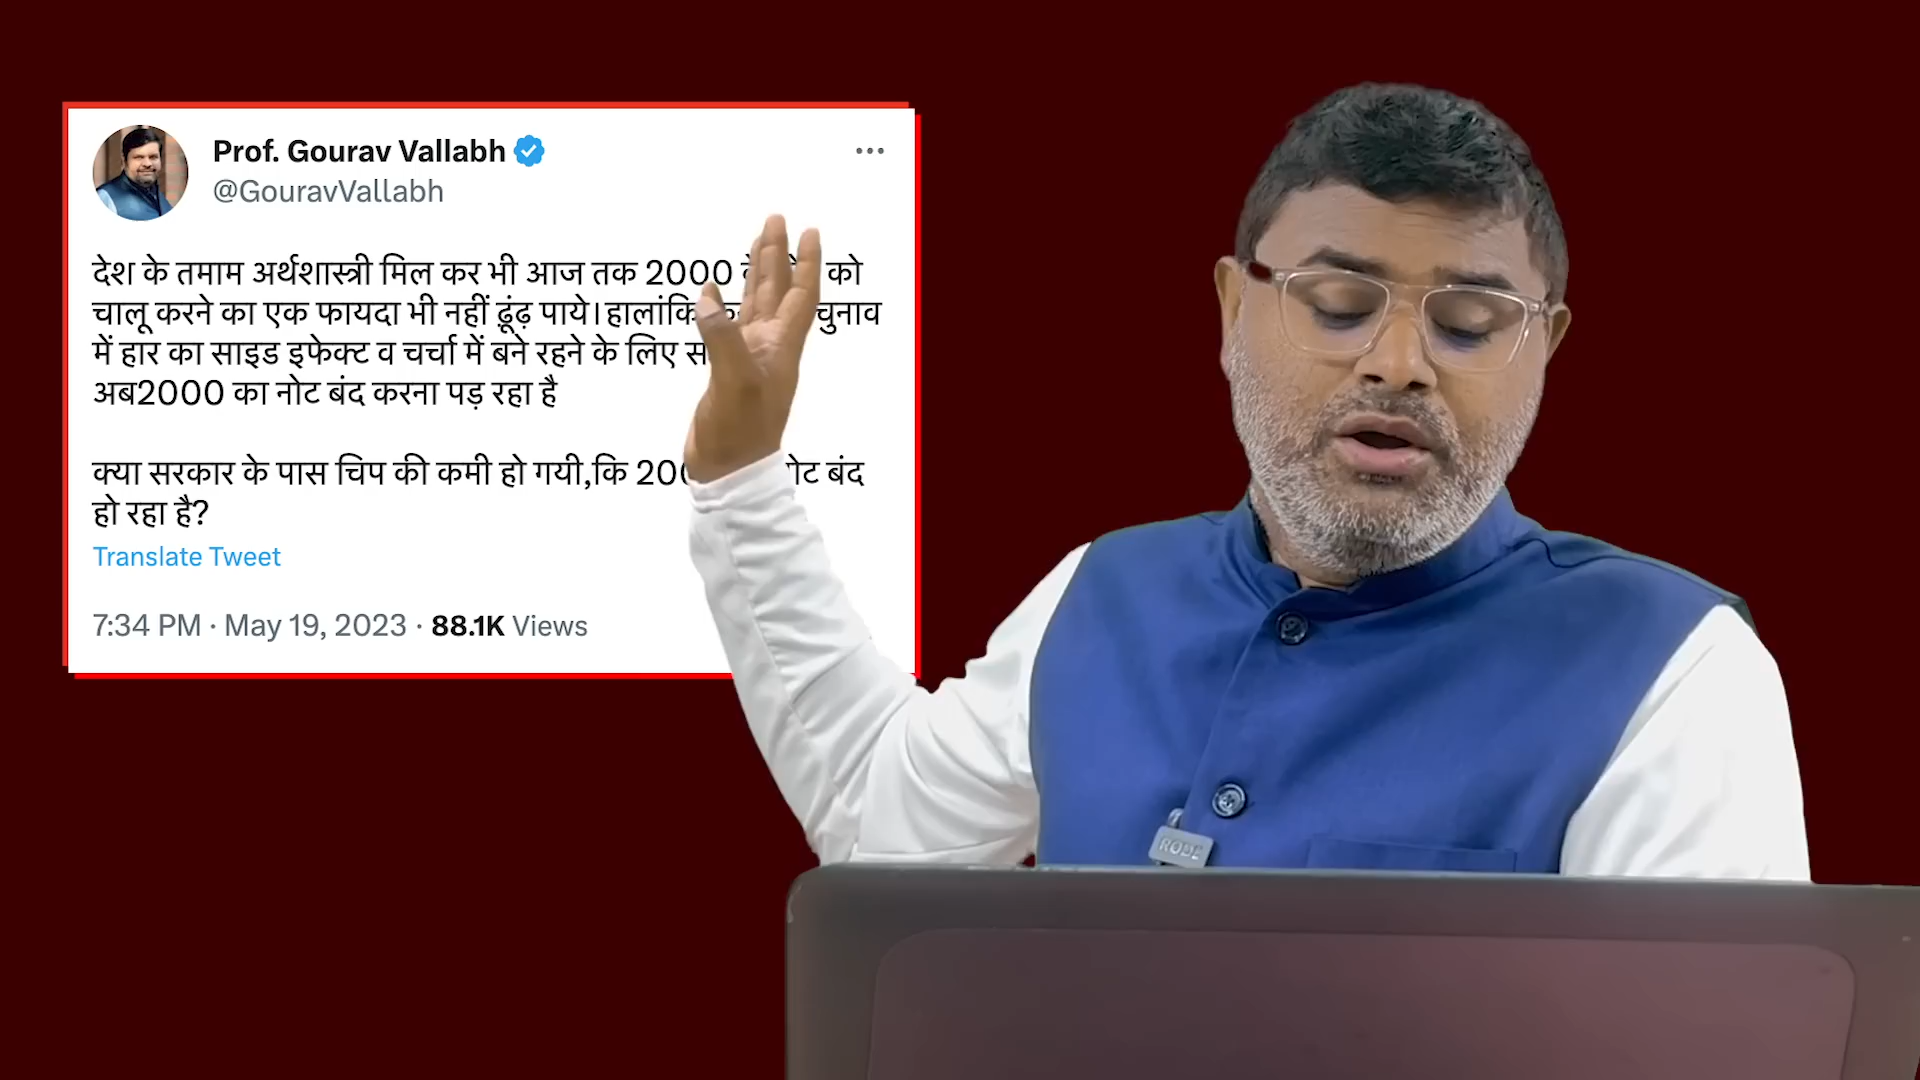 Prof. Gourav Vallabh
@GouravVallabh
देश के तमाम अर्थशास्त्री मिल कर भी आज तक 2000 को
चालू करने का एक फायदा भी नहीं ढूंढ़ पाये।हालांकि चुनाव
में हार का साइड इफेक्ट व चर्चा में बने रहने के लिए
अब2000 का नोट बंद करना पड़ रहा है
क्या सरकार के पास चिप की कमी हो गयी,कि बंद
हो रहा है?
Translate Tweet
7:34 PM · May 19, 2023 · 88.1K Views
RODE